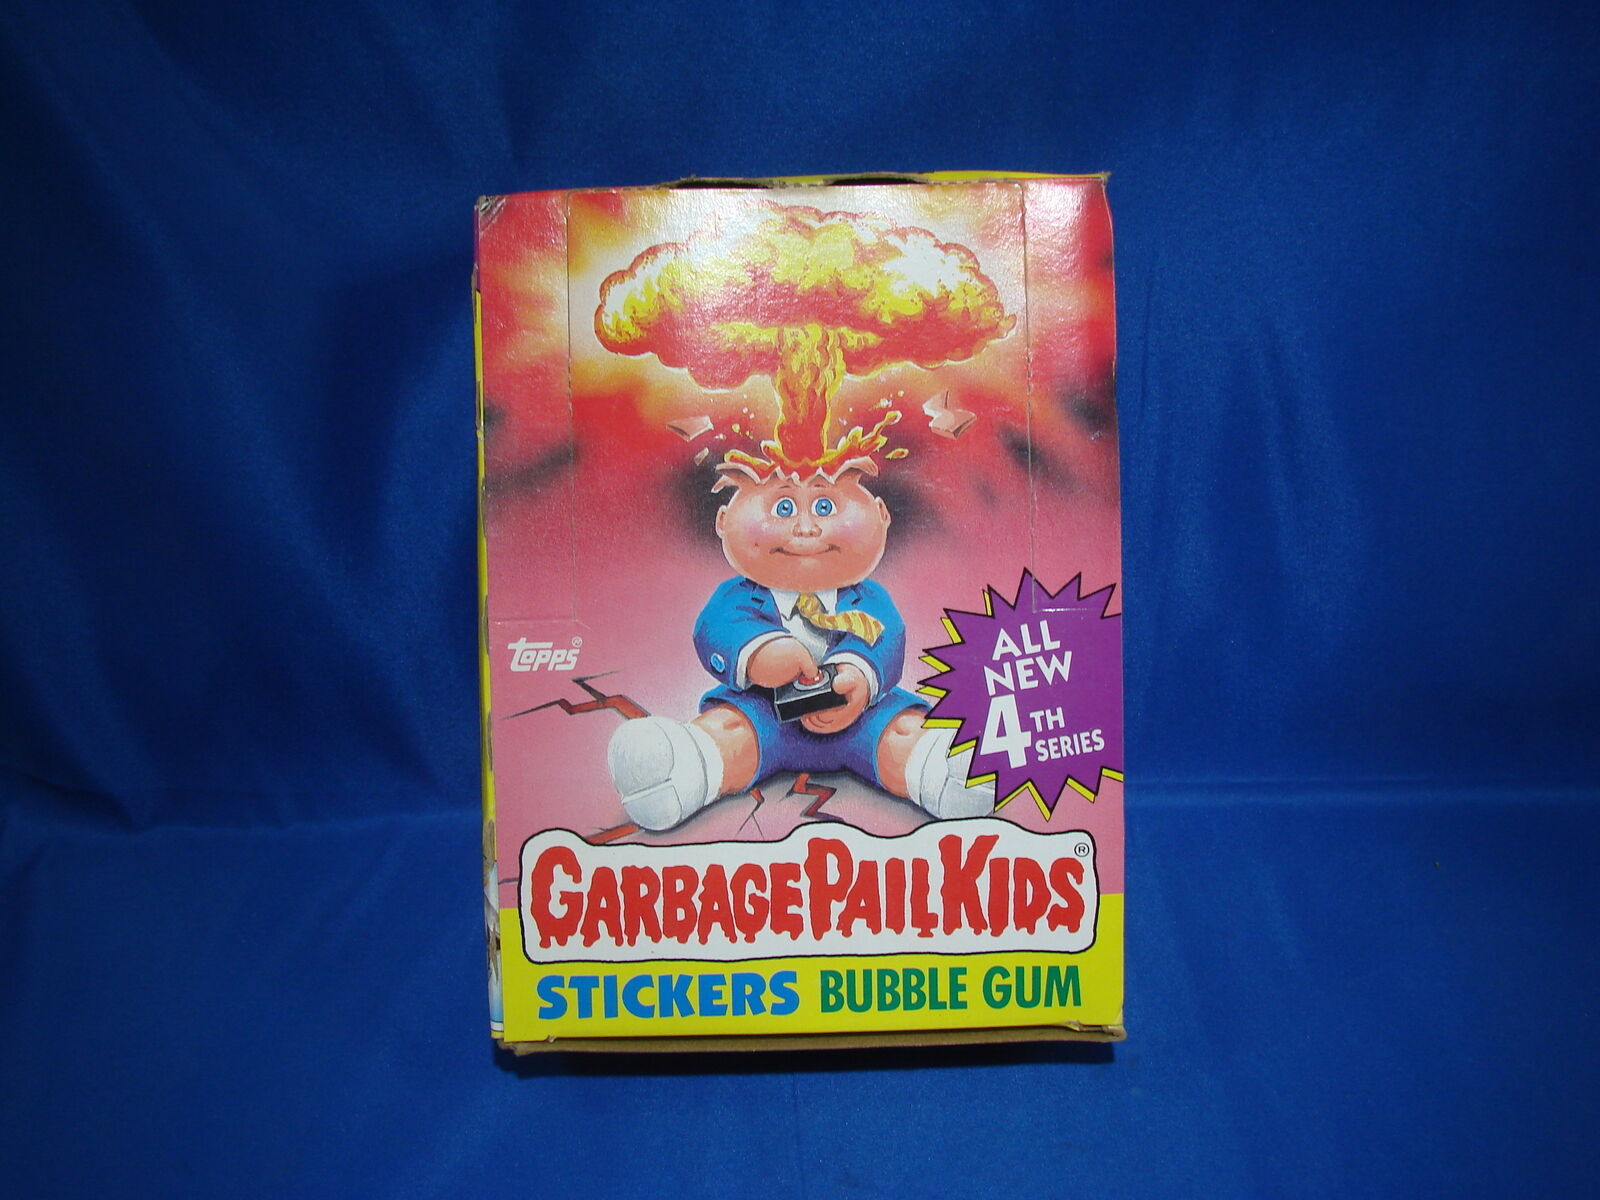 topps®
ALL
NEW
4TH
SERIES
GARBAGE PAIL KIDS®
STICKERS BUBBLE GUM